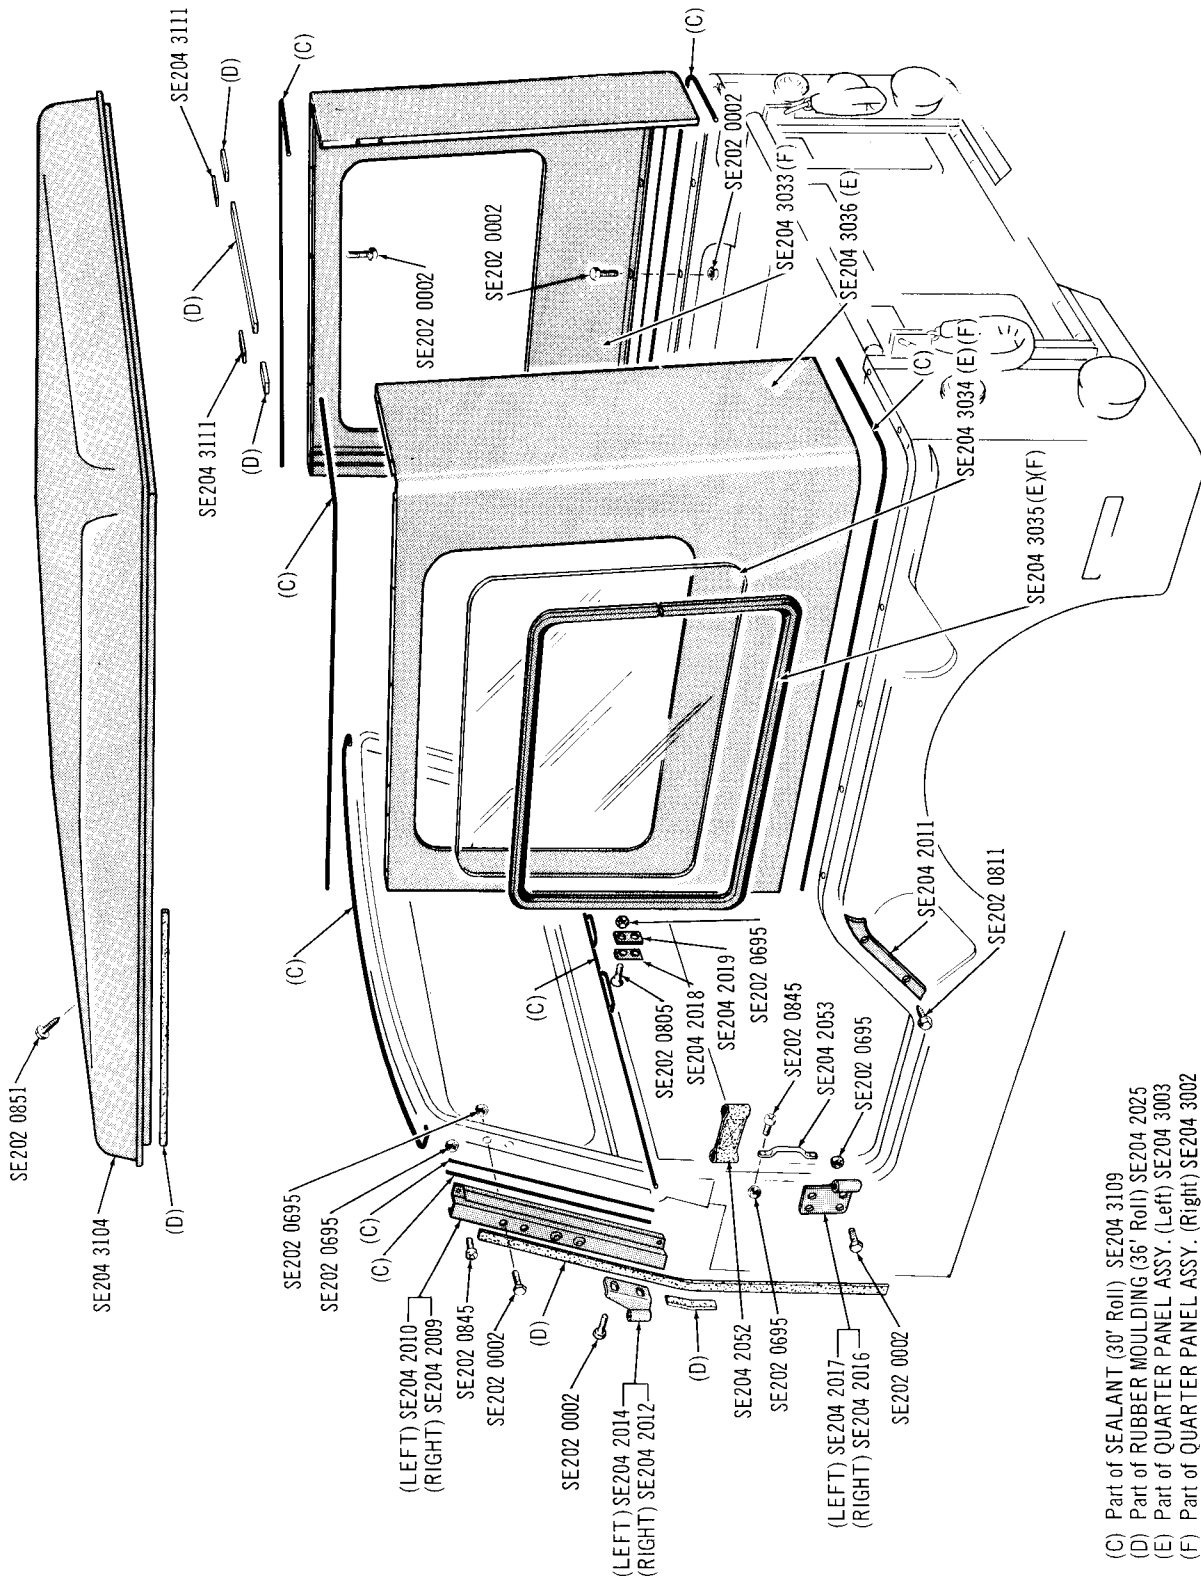 SE202 0851
SE204 3104
(D)
SE204 3111
(D)
(D)
SE204 3111
(D)
(C)
(C)
(C)
(C)
SE202 0002
SE202 0002
SE202 0002
SE204 3033(F)
SE204 3036 (E)
(C)
SE204 3034 (E)(F)
SE204 3035(E)(F)
SE202 0695
SE202 0695
(C)
(C)
(LEFT) SE204 2010
(RIGHT) SE204 2009
SE202 0845
SE202 0002
(D)
SE202 0002
(LEFT) SE204 2014
(RIGHT) SE204 2012
(D)
(C)
SE202 0805
SE204 2018
SE204 2019
SE202 0695
SE202 0845
SE204 2053
SE202 0695
SE204 2011
SE202 0811
SE204 2052
SE202 0695
(LEFT) SE204 2017
(RIGHT) SE204 2016
SE202 0002
(C) Part of SEALANT (30' Roll) SE204 3109
(D) Part of RUBBER MOULDING (36' Roll) SE204 2025
(E) Part of QUARTER PANEL ASSY. (Left) SE204 3003
(F) Part of QUARTER PANEL ASSY. (Right) SE204 3002